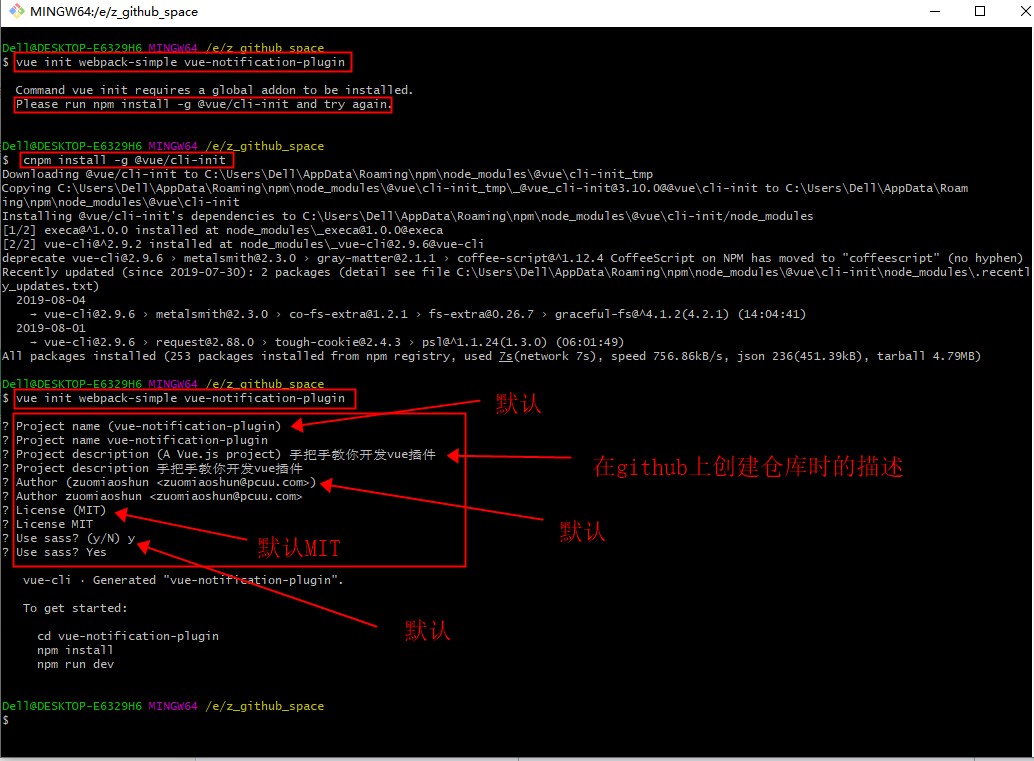 MINGW64:/e/z_github_space
Dell@DESKTOP-E6329H6 MINGW64 /e/z_github_space
$ vue init webpack-simple vue-notification-plugin
Command vue init requires a global addon to be installed.
Please run npm install -g @vue/cli-init and try again.
Dell@DESKTOP-E6329H6 MINGW64 /e/z_github_space
$ cnpm install -g @vue/cli-init
Downloading @vue/cli-init to C:\Users\Dell\AppData\Roaming\npm\node_modules\@vue\cli-init_tmp
Copying C:\Users\Dell\AppData\Roaming\npm\node_modules\@vue\cli-init_tmp\_@vue_cli-init@3.10.0@@vue\cli-init to C:\Users\Dell\AppData\Roam
ing\npm\node_modules\@vue\cli-init
Installing @vue/cli-init's dependencies to C:\Users\Dell\AppData\Roaming\npm\node_modules\@vue\cli-init/node_modules
[1/2] execa@^1.0.0 installed at node_modules\_execa@1.0.0@execa
[2/2] vue-cli@^2.9.2 installed at node_modules\_vue-cli@2.9.6@vue-cli
deprecate vue-cli@2.9.6 › metalsmith@2.3.0 › gray-matter@2.1.1 › coffee-script@^1.12.4 CoffeeScript on NPM has moved to "coffeescript" (no hyphen)
Recently updated (since 2019-07-30): 2 packages (detail see file C:\Users\Dell\AppData\Roaming\npm\node_modules\@vue\cli-init\node_modules\.recentl
y_updates.txt)
2019-08-04
→ vue-cli@2.9.6 › metalsmith@2.3.0 › co-fs-extra@1.2.1 › fs-extra@0.26.7 › graceful-fs@^4.1.2(4.2.1) (14:04:41)
2019-08-01
→ vue-cli@2.9.6 › request@2.88.0 › tough-cookie@2.4.3 › psl@^1.1.24(1.3.0) (06:01:49)
All packages installed (253 packages installed from npm registry, used 7s(network 7s), speed 756.86kB/s, json 236(451.39kB), tarball 4.79MB)
Dell@DESKTOP-E6329H6 MINGW64 /e/z_github_space
$ vue init webpack-simple vue-notification-plugin
默认
? Project name (vue-notification-plugin)
? Project name vue-notification-plugin
? Project description (A Vue.js project) 手把手教你开发vue插件
? Project description 手把手教你开发vue插件
在github上创建仓库时的描述
? Author (zuomiaoshun <zuomiaoshun@pcuu.com>)
? Author zuomiaoshun <zuomiaoshun@pcuu.com>
? License (MIT)
? License MIT
默认
? Use sass? (y/N) y
默认MIT
? Use sass? Yes
vue-cli · Generated "vue-notification-plugin".
To get started:
默认
cd vue-notification-plugin
npm install
npm run dev
Dell@DESKTOP-E6329H6 MINGW64 /e/z_github_space
$